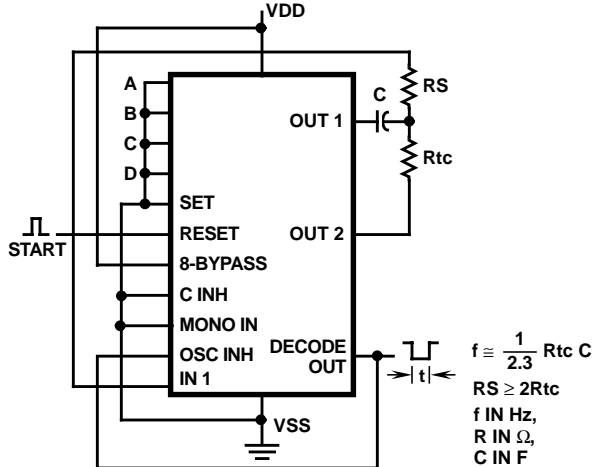 VDD
A
B
C
D
SET
RESET
START
8-BYPASS
C INH
MONO IN
OSC INH
IN 1
OUT 1
OUT 2
DECODE
OUT
C
RS
Rtc
VSS
t
f ≅ 1/2.3 Rtc C
RS ≥ 2Rtc
f IN Hz,
R IN Ω,
C IN F